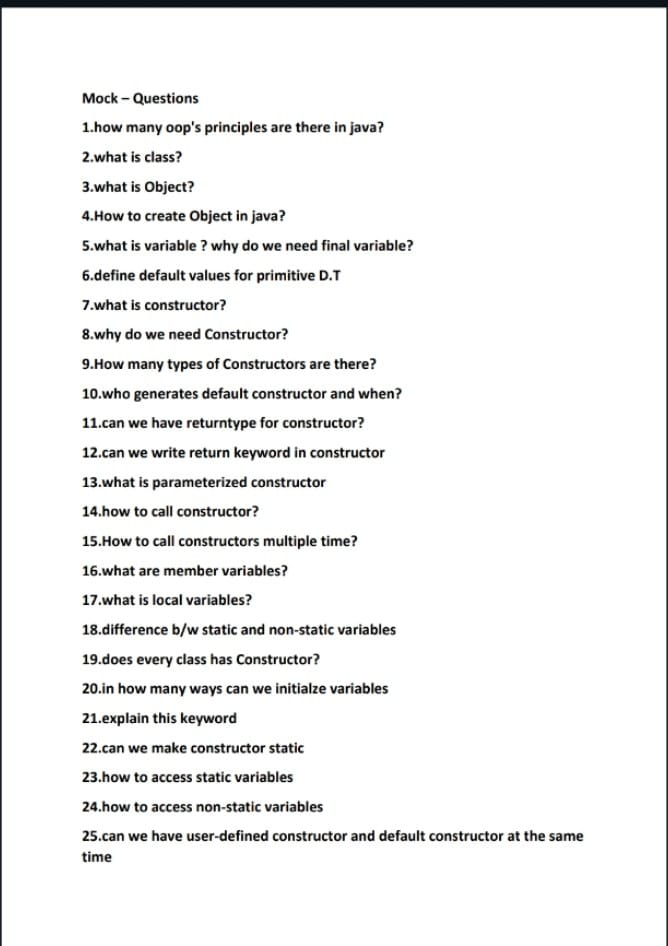 Mock – Questions
1.how many oop's principles are there in java?
2.what is class?
3.what is Object?
4.How to create Object in java?
5.what is variable ? why do we need final variable?
6.define default values for primitive D.T
7.what is constructor?
8.why do we need Constructor?
9.How many types of Constructors are there?
10.who generates default constructor and when?
11.can we have returntype for constructor?
12.can we write return keyword in constructor
13.what is parameterized constructor
14.how to call constructor?
15.How to call constructors multiple time?
16.what are member variables?
17.what is local variables?
18.difference b/w static and non-static variables
19.does every class has Constructor?
20.in how many ways can we initialze variables
21.explain this keyword
22.can we make constructor static
23.how to access static variables
24.how to access non-static variables
25.can we have user-defined constructor and default constructor at the same
time